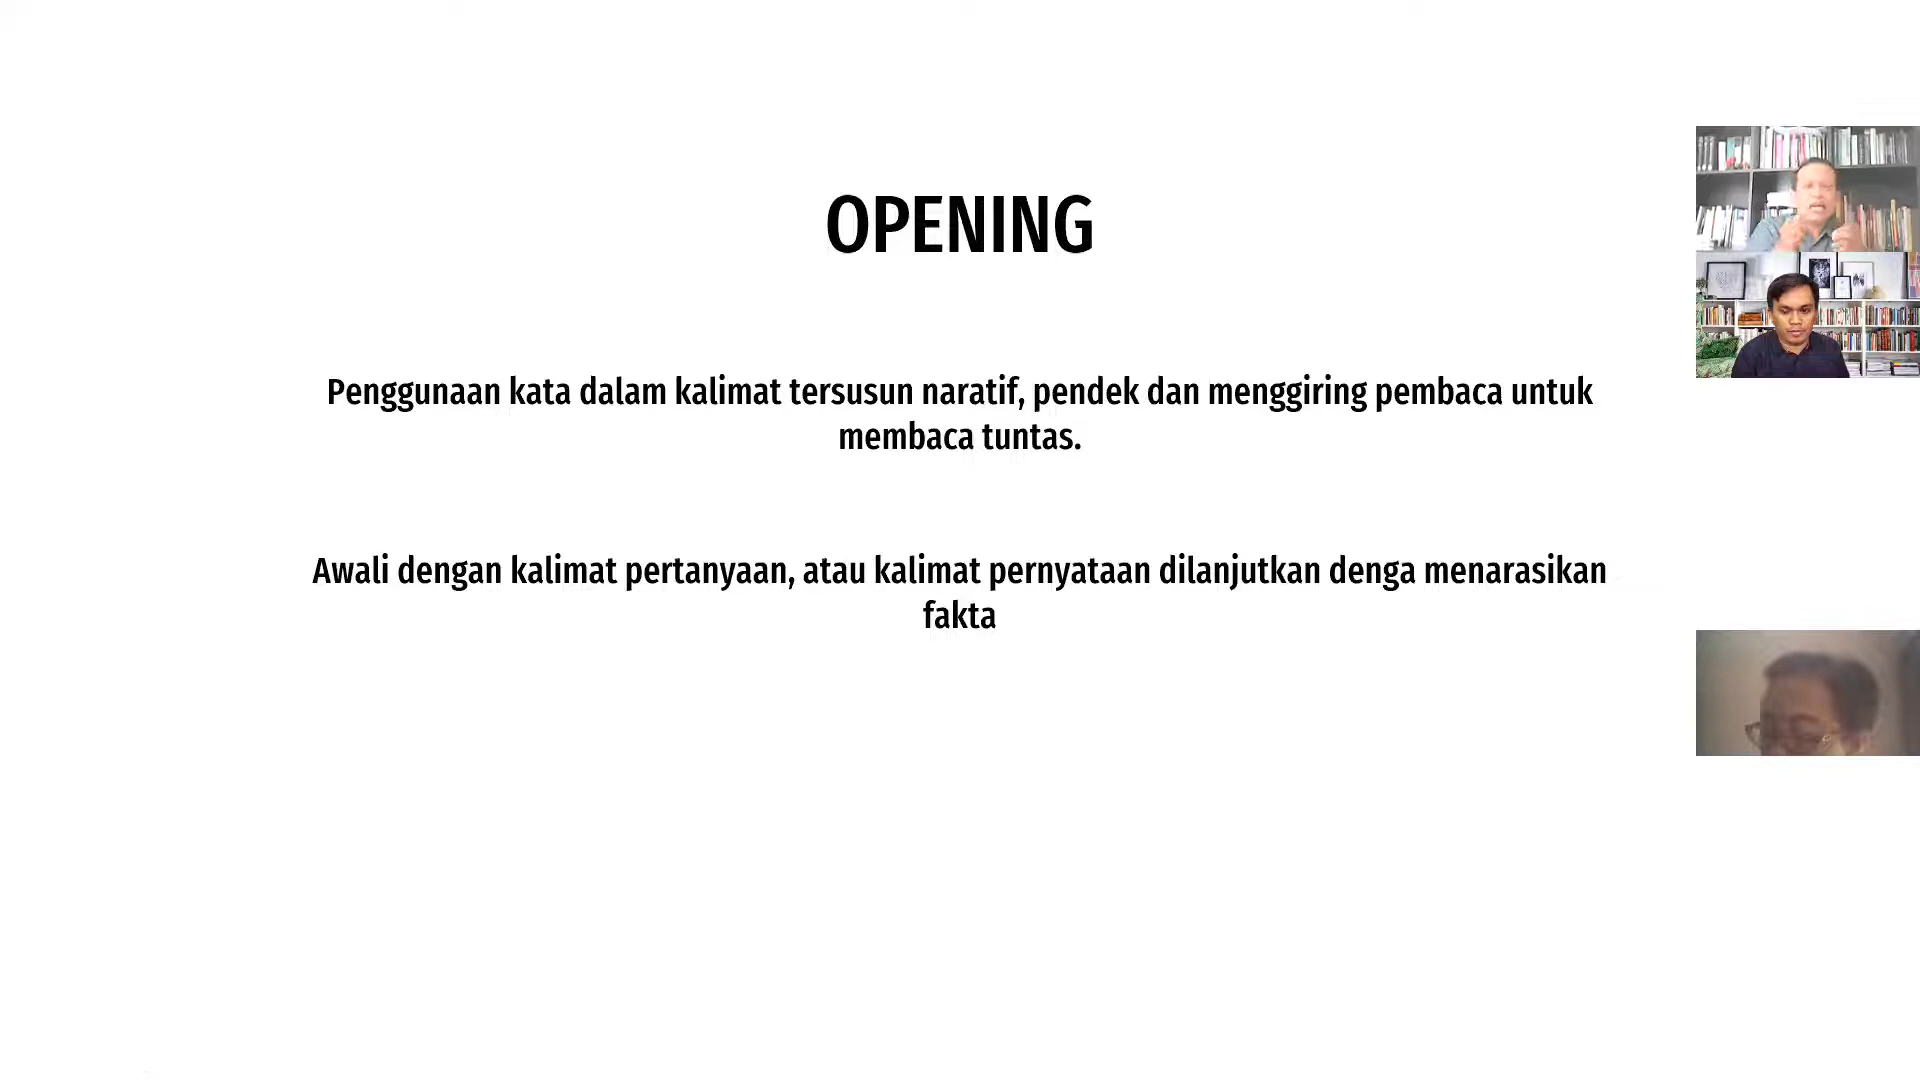 OPENING
Penggunaan kata dalam kalimat tersusun naratif, pendek dan menggiring pembaca untuk
membaca tuntas.
Awali dengan kalimat pertanyaan, atau kalimat pernyataan dilanjutkan denga menarasikan
fakta